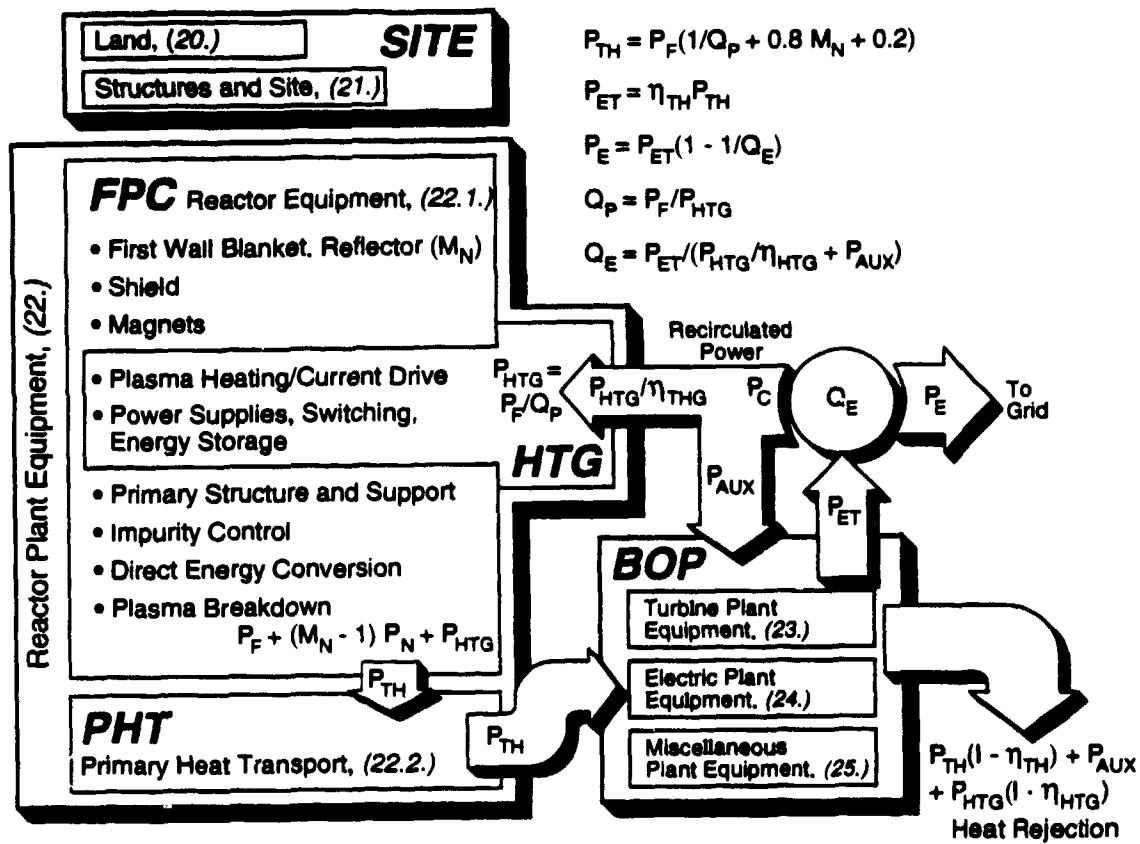 Land, (20.)
SITE
Structures and Site, (21.)
P_TH = P_F(1/Q_P + 0.8 M_N + 0.2)
P_ET = η_TH P_TH
P_E = P_ET(1 - 1/Q_E)
Q_P = P_F/P_HTG
Q_E = P_ET/(P_HTG/η_HTG + P_AUX)
Reactor Plant Equipment, (22.)
FPC Reactor Equipment, (22.1.)
• First Wall Blanket. Reflector (M_N)
• Shield
• Magnets
• Plasma Heating/Current Drive
• Power Supplies, Switching,
Energy Storage
HTG
• Primary Structure and Support
• Impurity Control
• Direct Energy Conversion
• Plasma Breakdown
P_F + (M_N - 1) P_N + P_HTG
P_TH
PHT
Primary Heat Transport, (22.2.)
P_TH
P_HTG =
P_F/Q_P
P_HTG/η_THG
Recirculated
Power
P_C
Q_E
P_E
To
Grid
P_AUX
P_ET
BOP
Turbine Plant
Equipment. (23.)
Electric Plant
Equipment. (24.)
Miscellaneous
Plant Equipment. (25.)
P_TH(I - η_TH) + P_AUX
+ P_HTG(I · η_HTG)
Heat Rejection